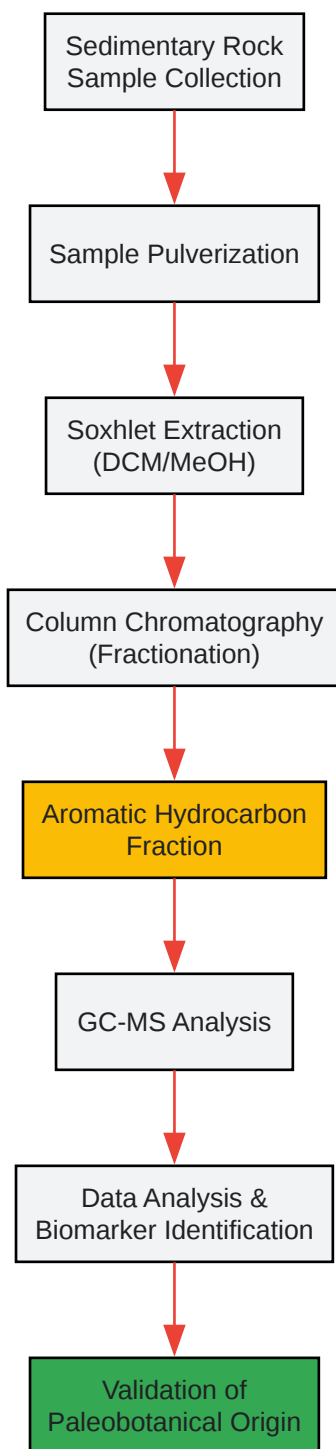 Sedimentary Rock
Sample Collection
Sample Pulverization
Soxhlet Extraction
(DCM/MeOH)
Column Chromatography
(Fractionation)
Aromatic Hydrocarbon
Fraction
GC-MS Analysis
Data Analysis &
Biomarker Identification
Validation of
Paleobotanical Origin